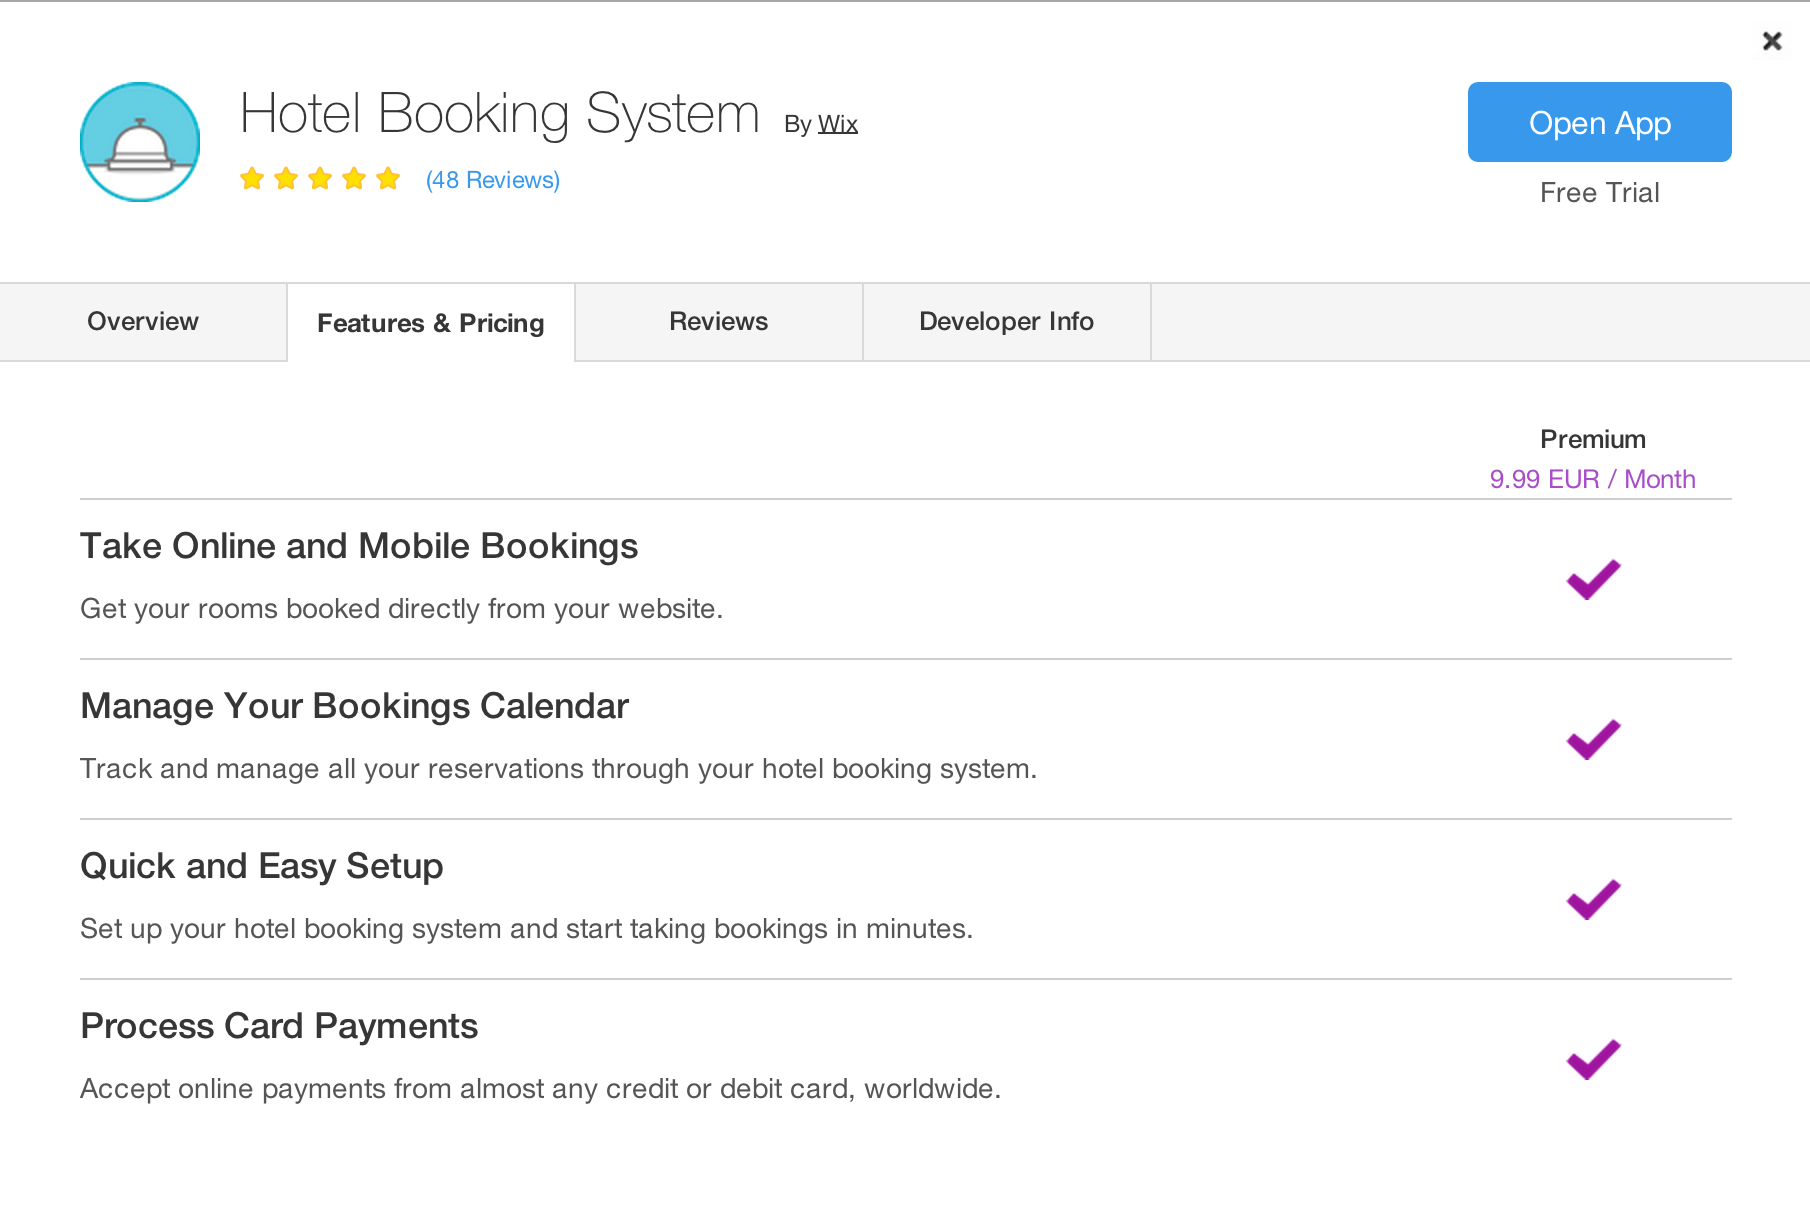 Hotel Booking System By Wix
(48 Reviews)
Open App
Free Trial
Overview
Features & Pricing
Reviews
Developer Info
Premium
9.99 EUR / Month
Take Online and Mobile Bookings
Get your rooms booked directly from your website.
Manage Your Bookings Calendar
Track and manage all your reservations through your hotel booking system.
Quick and Easy Setup
Set up your hotel booking system and start taking bookings in minutes.
Process Card Payments
Accept online payments from almost any credit or debit card, worldwide.